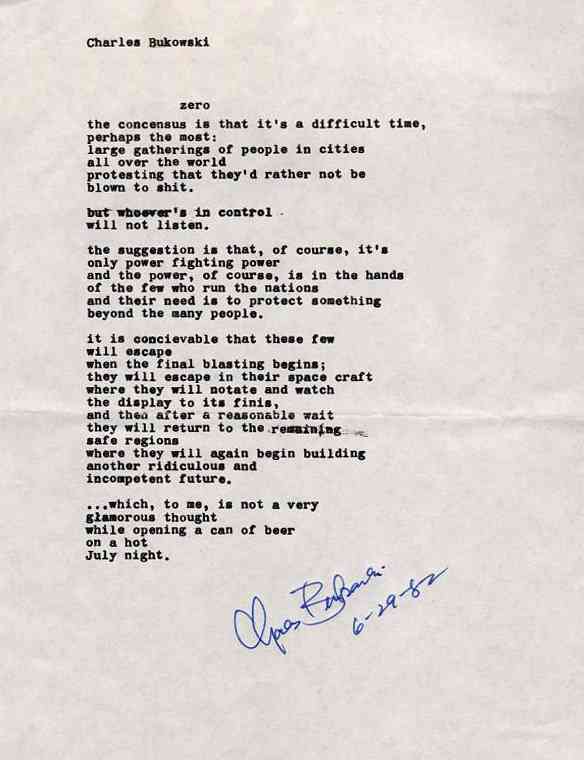 Charles Bukowski
zero
the concensus is that it's a difficult time,
perhaps the most:
large gatherings of people in cities
all over the world
protesting that they'd rather not be
blown to shit.
but whoever's in control
will not listen.
the suggestion is that, of course, it's
only power fighting power
and the power, of course, is in the hands
of the few who run the nations
and their need is to protect something
beyond the many people.
it is concievable that these few
will escape
when the final blasting begins;
they will escape in their space craft
where they will notate and watch
the display to its finis,
and then after a reasonable wait
they will return to the remaining
safe regions
where they will again begin building
another ridiculous and
incompetent future.
...which, to me, is not a very
glamorous thought
while opening a can of beer
on a hot
July night.
Charles Bukowski
6-29-82